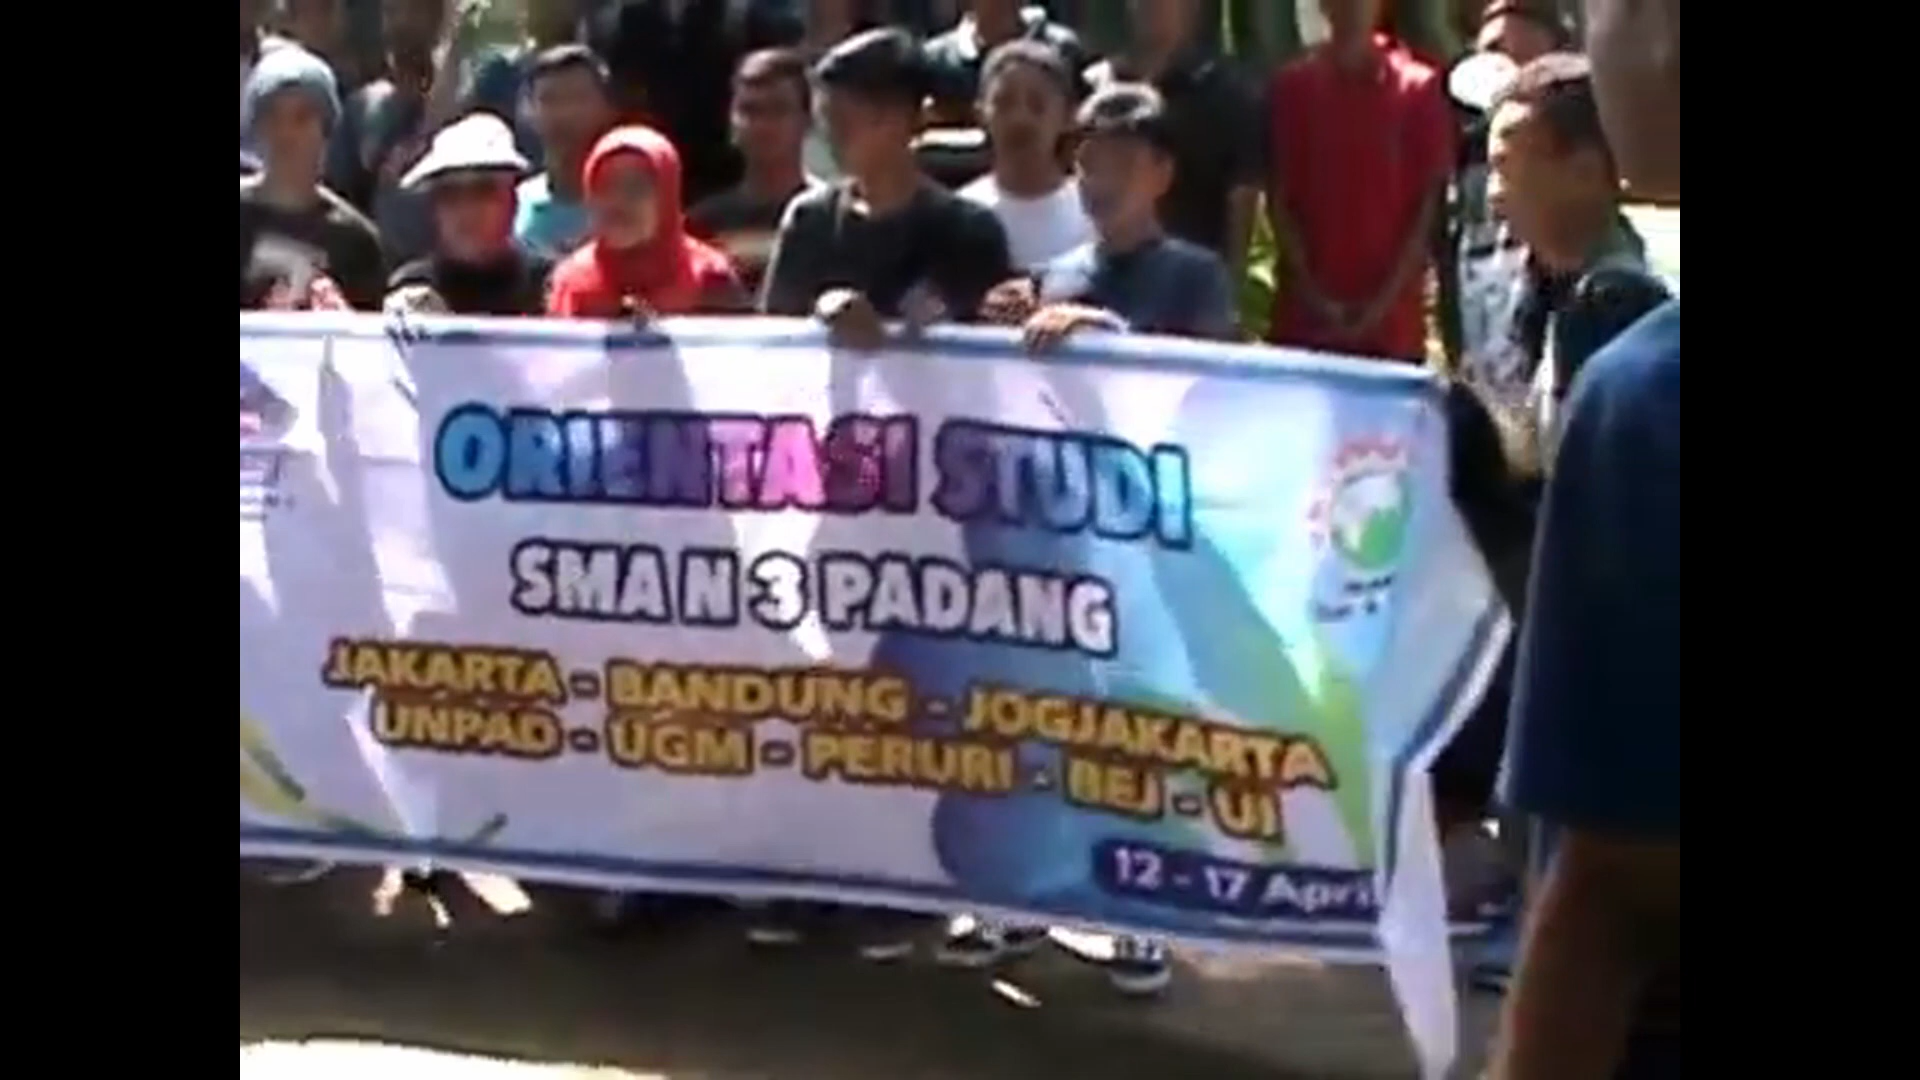 ORIENTASI STUDI
SMA N 3 PADANG
JAKARTA - BANDUNG - JOGJAKARTA
UNPAD - UGM - PERURI - BEJ - UI
12 - 17 April